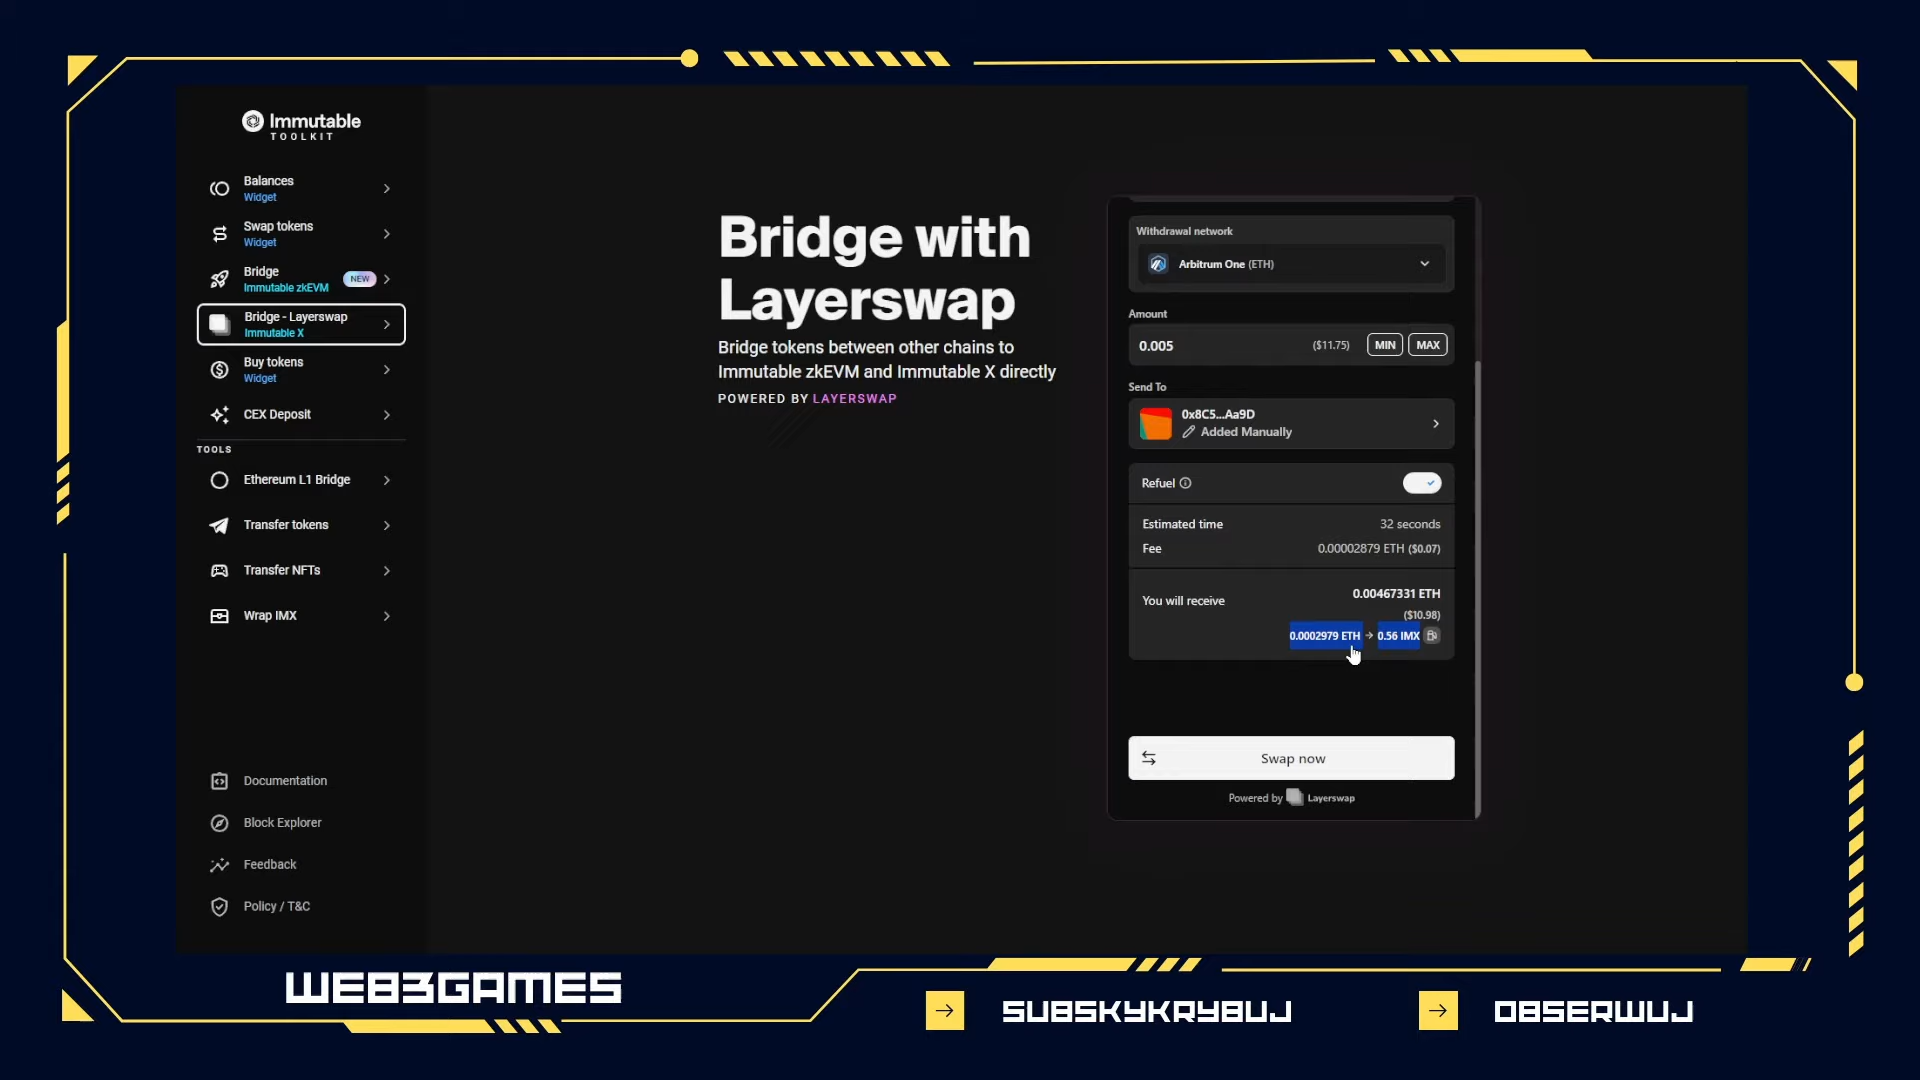 Immutable
TOOLKIT
Balances
Widget
Swap tokens
Widget
Bridge
Immutable zkEVM
NEW
Bridge - Layerswap
Immutable X
Buy tokens
Widget
CEX Deposit
TOOLS
Ethereum L1 Bridge
Transfer tokens
Transfer NFTs
Wrap IMX
Documentation
Block Explorer
Feedback
Policy / T&C
Bridge with
Layerswap
Bridge tokens between other chains to
Immutable zkEVM and Immutable X directly
POWERED BY LAYERSWAP
Withdrawal network
Arbitrum One (ETH)
Amount
0.005 ($11.75) MIN MAX
Send To
0x8C5...Aa9D
Added Manually
Refuel
Estimated time 32 seconds
Fee 0.00002879 ETH ($0.07)
You will receive 0.00467331 ETH
($10.98)
0.0002979 ETH → 0.56 IMX
Swap now
Powered by Layerswap
WEB3GAMES
SUBSKYKRYBUJ
OBSERWUJ